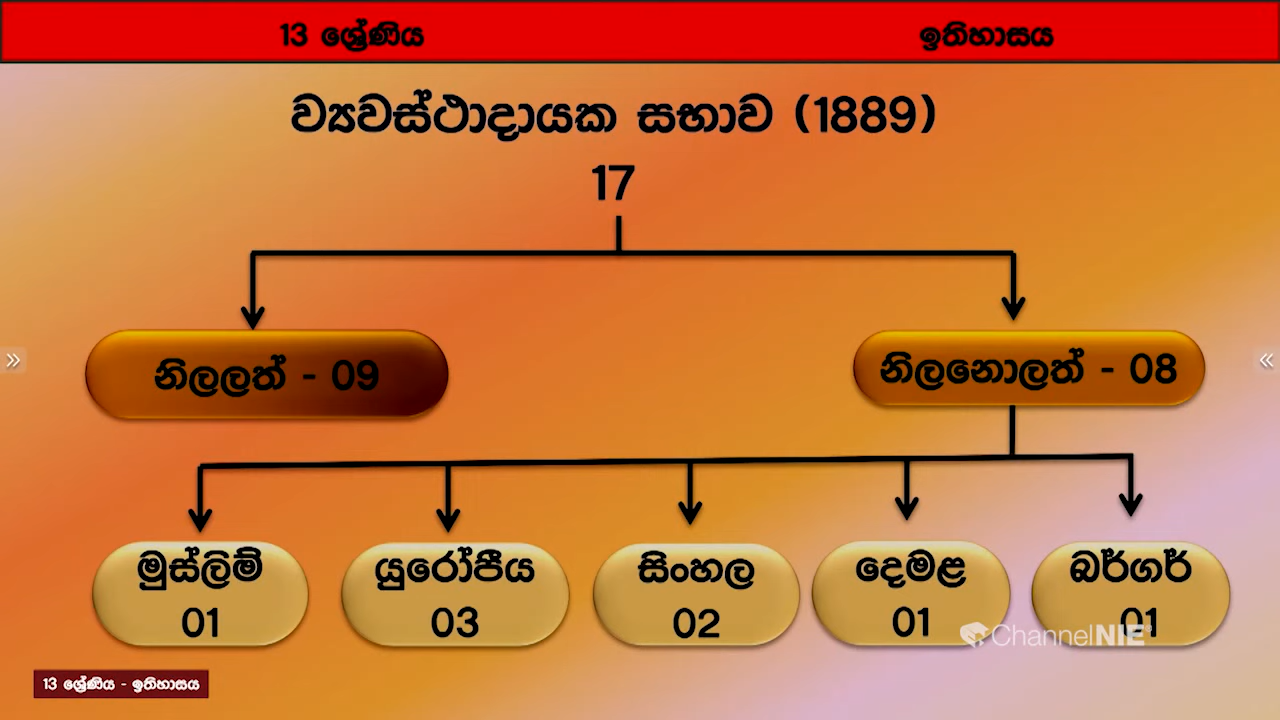 13 ශ්‍රේණිය
ඉතිහාසය
ව්‍යවස්ථාදායක සභාව (1889)
17
නිලලත් - 09
නිලනොලත් - 08
මුස්ලිම්
01
යුරෝපීය
03
සිංහල
02
දෙමළ
01
බර්ගර්
01
ChannelNIE
13 ශ්‍රේණිය - ඉතිහාසය